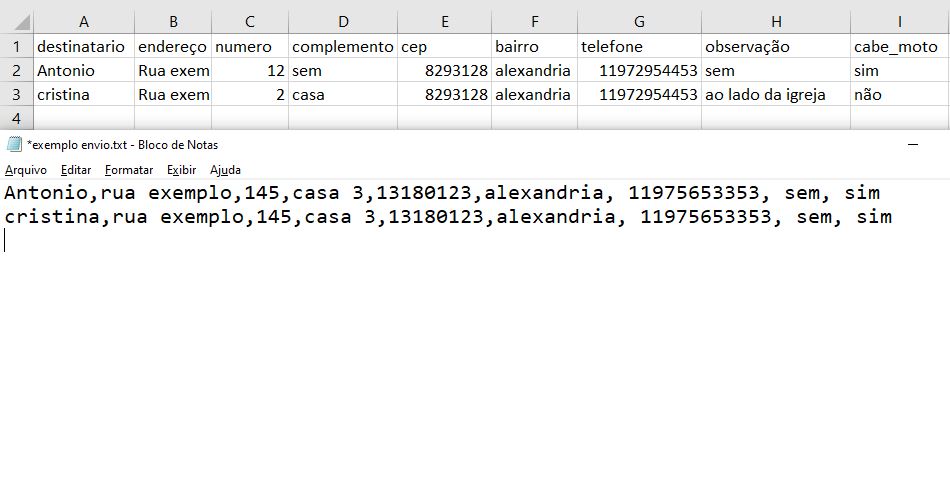 A B C D E F G H I
1 destinatario endereço numero complemento cep bairro telefone observação cabe_moto
2 Antonio Rua exem 12 sem 8293128 alexandria 11972954453 sem sim
3 cristina Rua exem 2 casa 8293128 alexandria 11972954453 ao lado da igreja não
4
*exemplo envio.txt - Bloco de Notas
Arquivo Editar Formatar Exibir Ajuda
Antonio,rua exemplo,145,casa 3,13180123,alexandria, 11975653353, sem, sim
cristina,rua exemplo,145,casa 3,13180123,alexandria, 11975653353, sem, sim